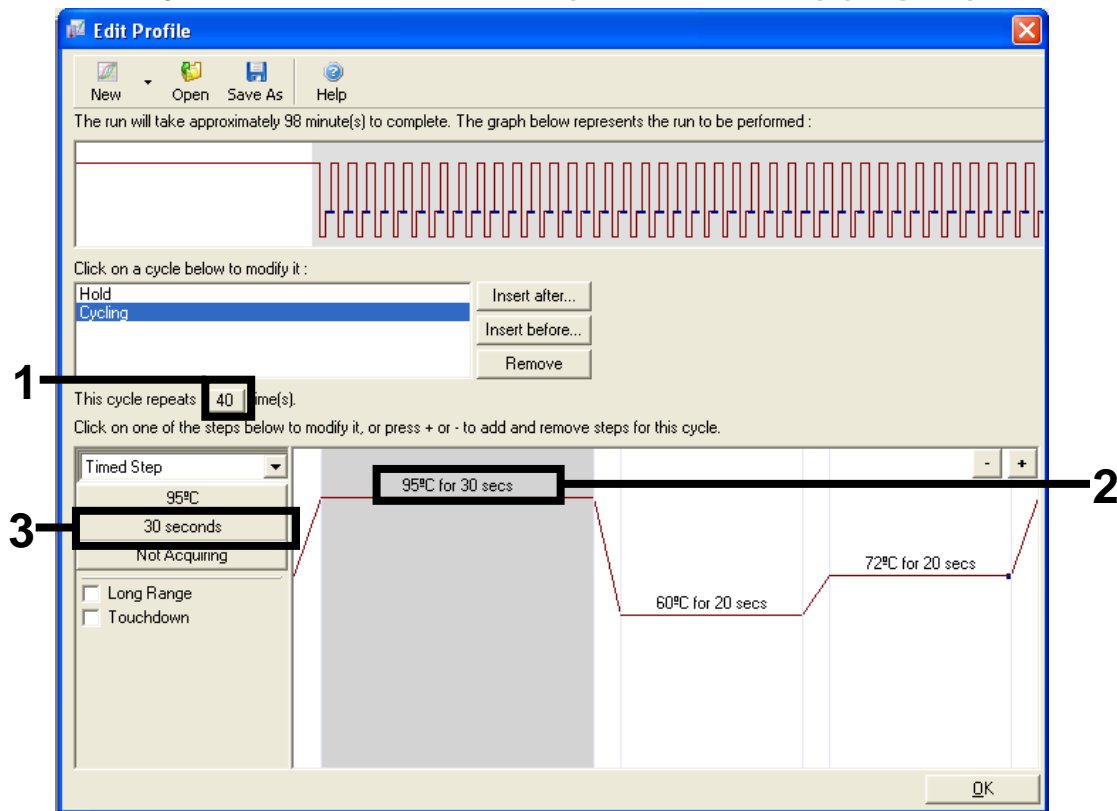 Edit Profile
New Open Save As Help
The run will take approximately 98 minute(s) to complete. The graph below represents the run to be performed :
Click on a cycle below to modify it :
Hold
Cycling
Insert after...
Insert before...
Remove
1
This cycle repeats 40 ime(s).
Click on one of the steps below to modify it, or press + or - to add and remove steps for this cycle.
Timed Step
- +
95ºC
95ºC for 30 secs
2
3
30 seconds
Not Acquiring
72ºC for 20 secs
Long Range
60ºC for 20 secs
Touchdown
OK